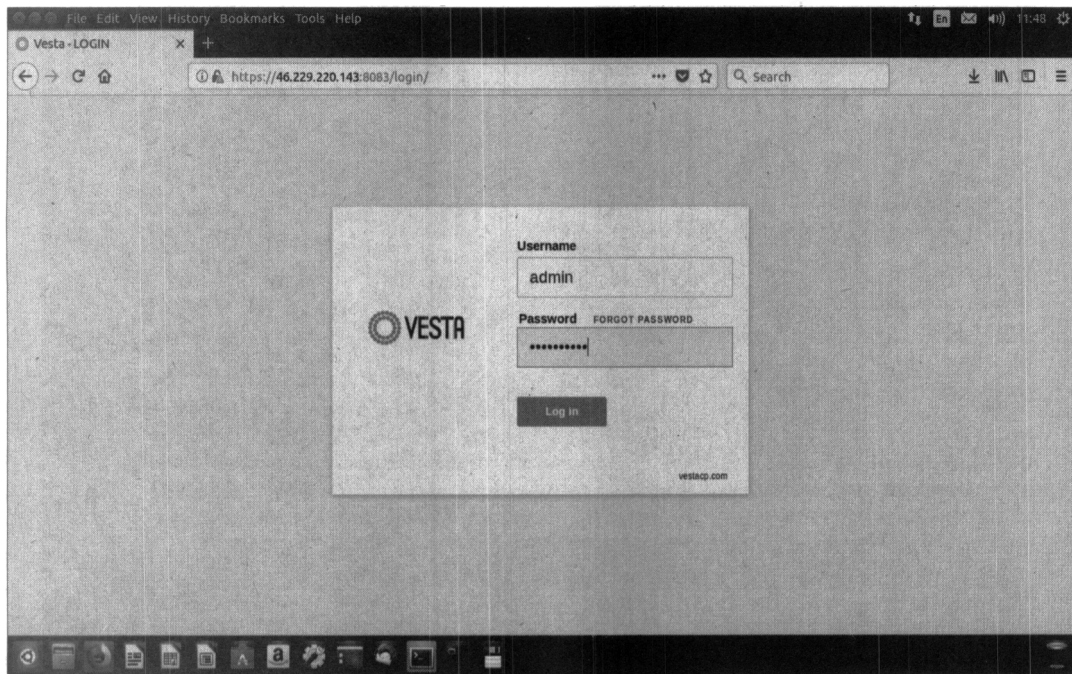 File Edit View History Bookmarks Tools Help
En
11:48
Vesta - LOGIN
https://46.229.220.143:8083/login/
Search
Username
admin
VESTA
Password FORGOT PASSWORD
••••••••••
Log in
vestacp.com
a